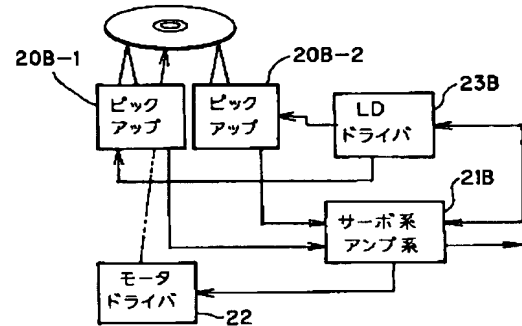 20B-1
20B-2
ピック
アップ
ピック
アップ
23B
LD
ドライバ
21B
サーボ系
アンプ系
モータ
ドライバ
22